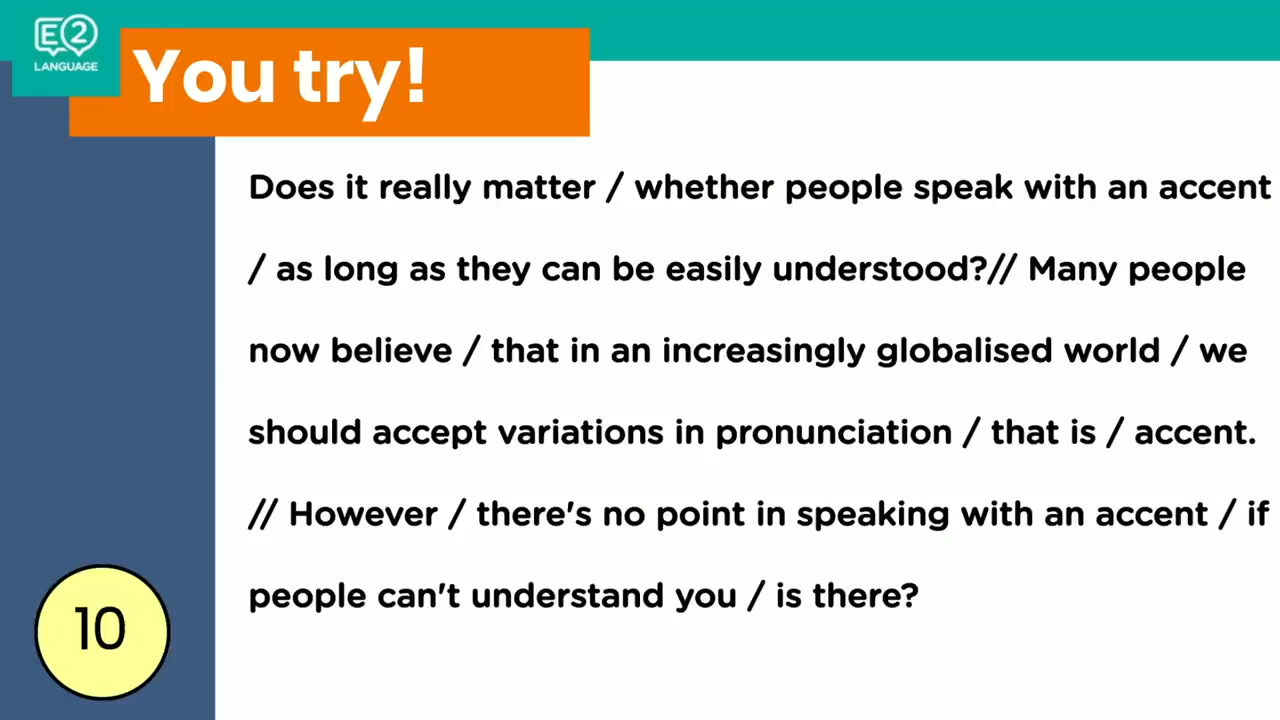 E2
LANGUAGE
You try!
Does it really matter / whether people speak with an accent
/ as long as they can be easily understood?// Many people
now believe / that in an increasingly globalised world / we
should accept variations in pronunciation / that is / accent.
// However / there's no point in speaking with an accent / if
people can't understand you / is there?
10